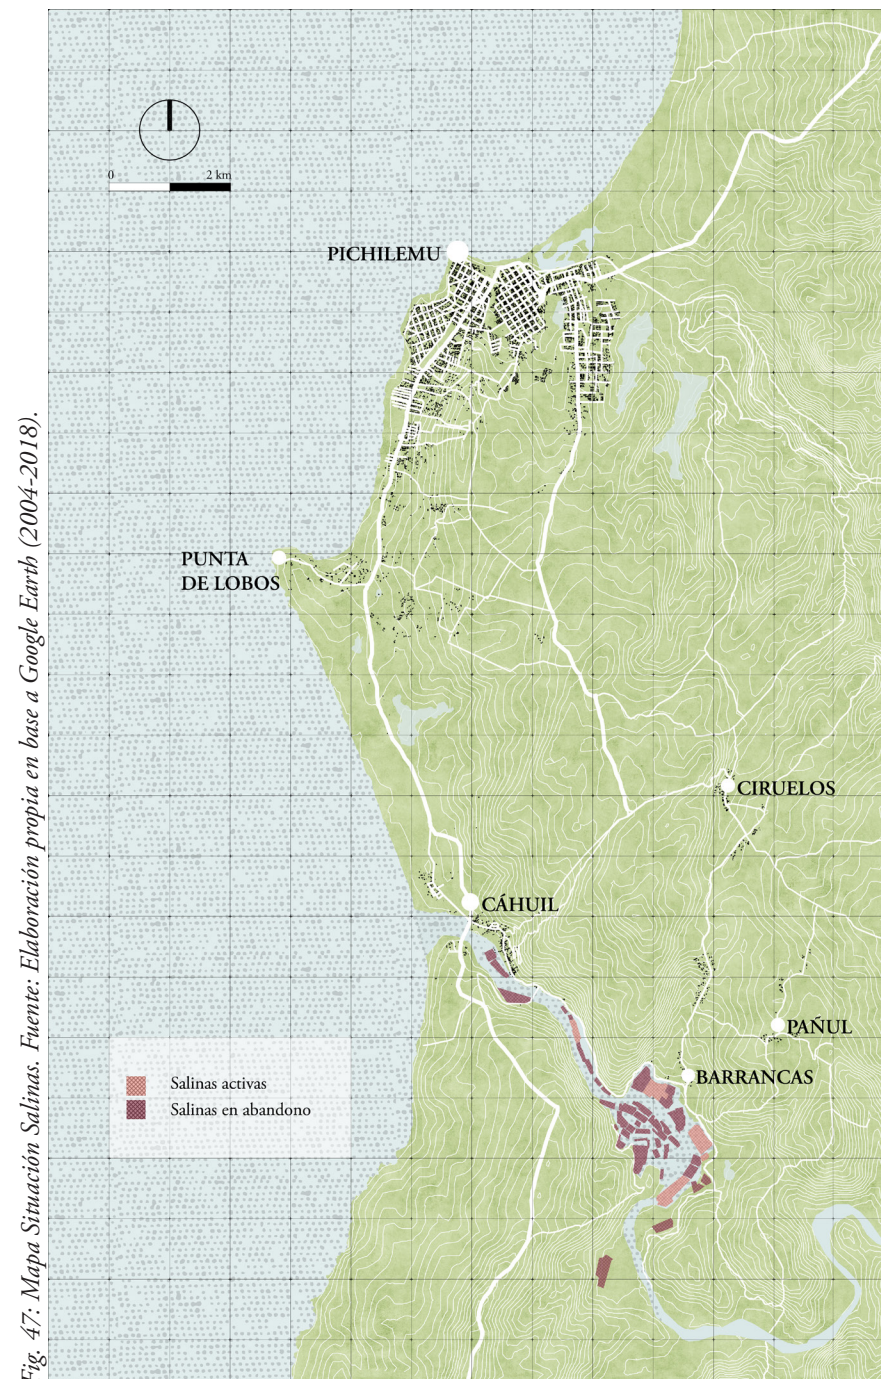 0 2 km
PICHILEMU
PUNTA
DE LOBOS
CIRUELOS
CÁHUIL
PAÑUL
BARRANCAS
Salinas activas
Salinas en abandono
Fig. 47: Mapa Situación Salinas. Fuente: Elaboración propia en base a Google Earth (2004-2018).